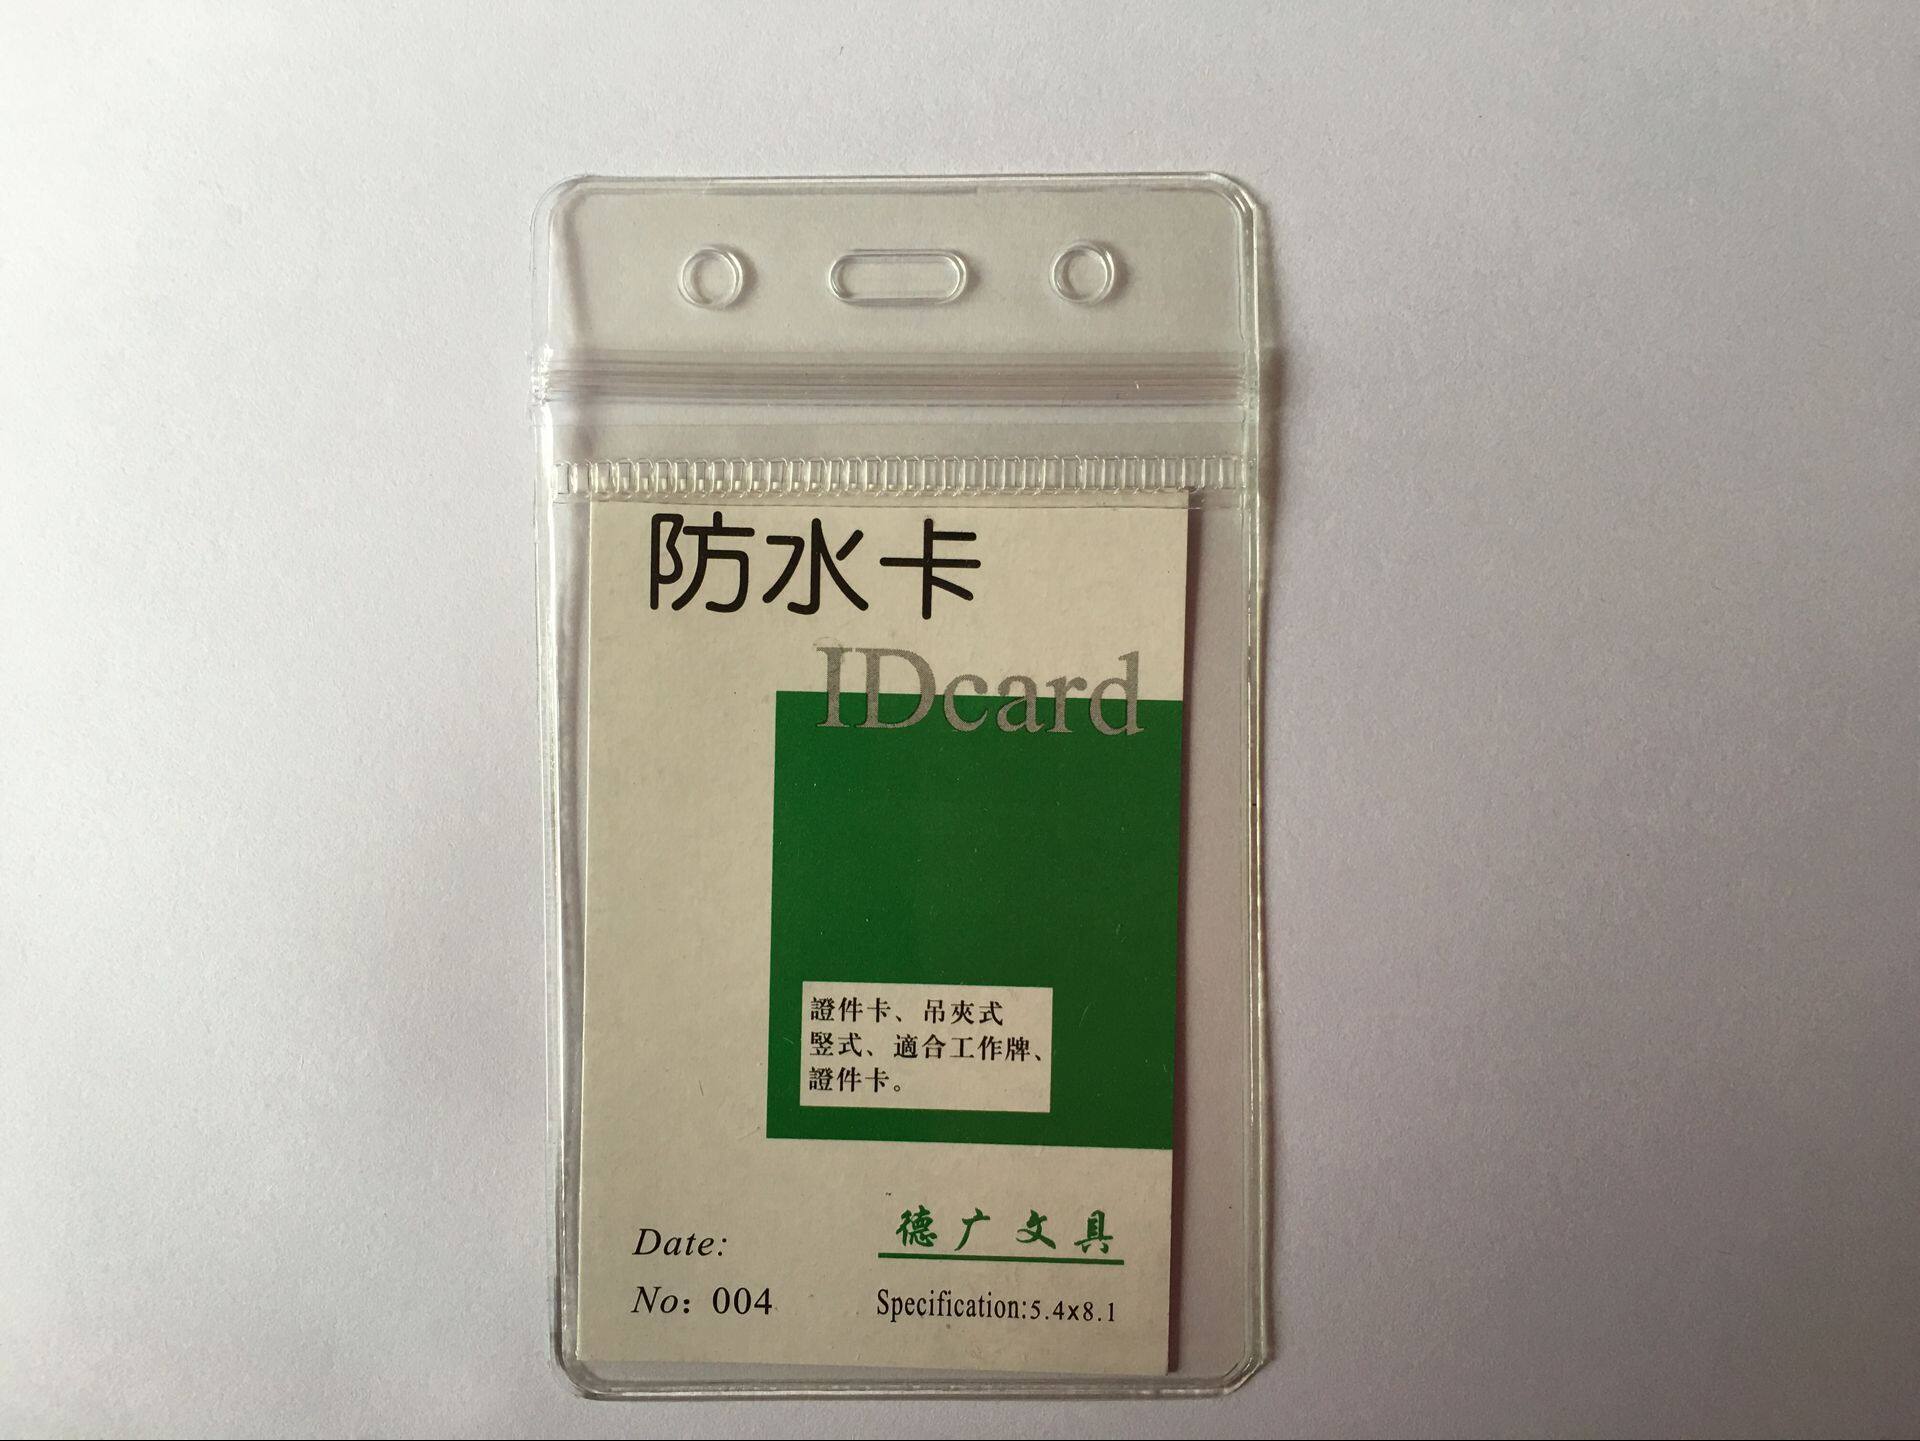 防水卡
IDcard
證件卡、吊夾式
竪式、適合工作牌、
證件卡。
德广文具
Date:
No：004
Specification:5.4x8.1